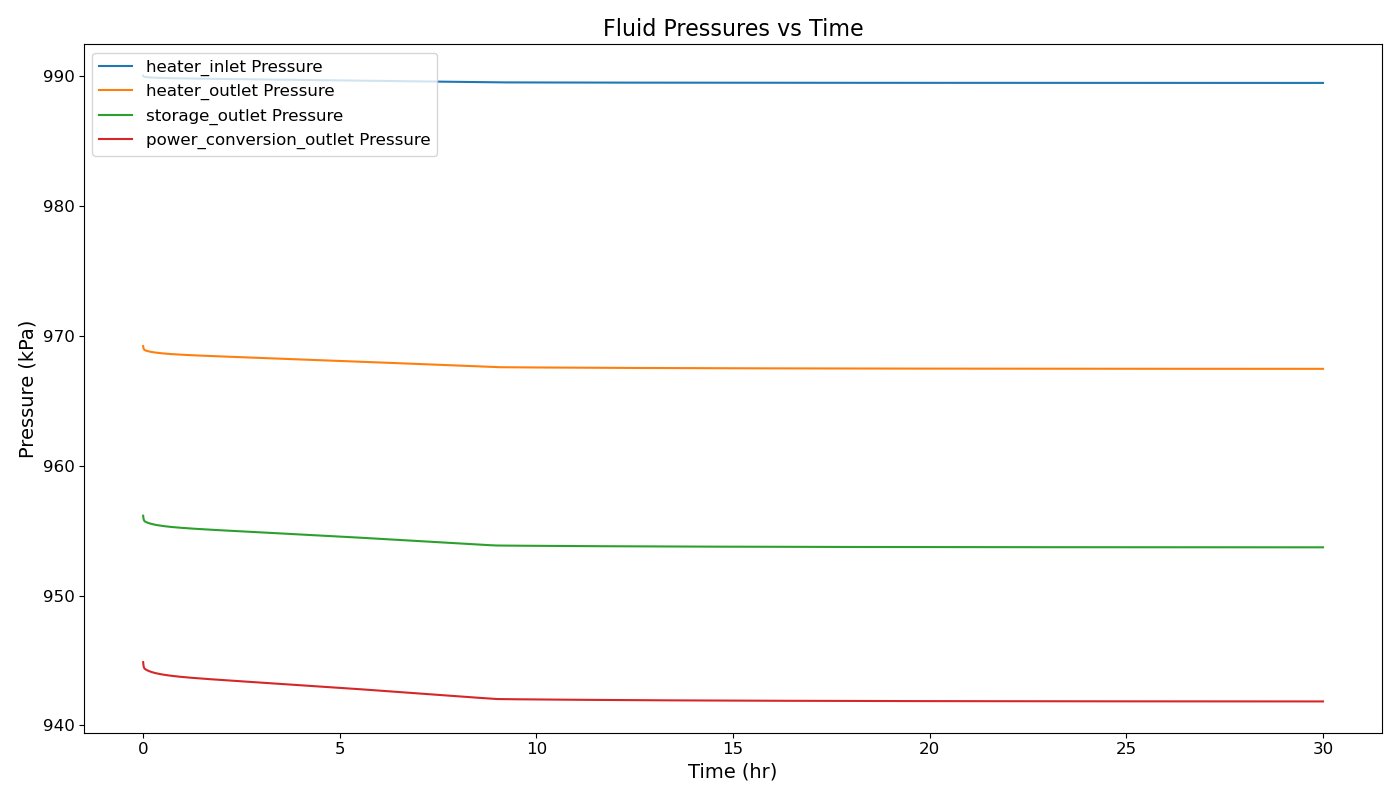 Fluid Pressures vs Time
heater_inlet Pressure
heater_outlet Pressure
storage_outlet Pressure
power_conversion_outlet Pressure
990
980
970
960
950
940
Pressure (kPa)
0 5 10 15 20 25 30
Time (hr)